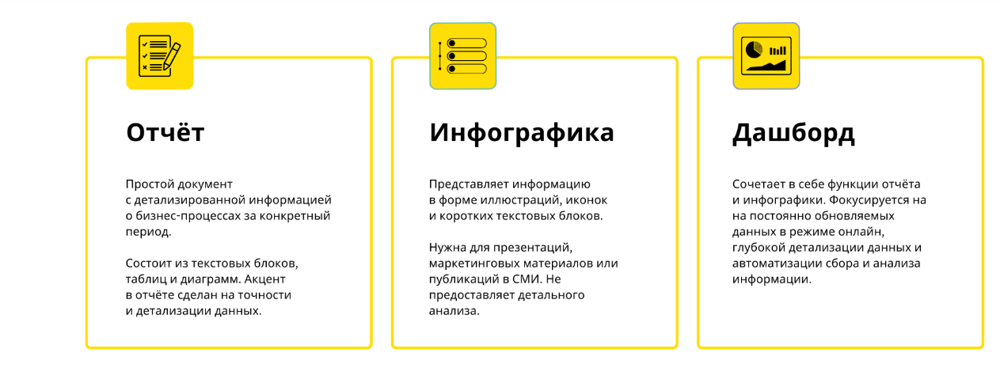 Отчёт
Простой документ
с детализированной информацией
о бизнес-процессах за конкретный
период.
Состоит из текстовых блоков,
таблиц и диаграмм. Акцент
в отчёте сделан на точности
и детализации данных.
Инфографика
Представляет информацию
в форме иллюстраций, иконок
и коротких текстовых блоков.
Нужна для презентаций,
маркетинговых материалов или
публикаций в СМИ. Не
предоставляет детального
анализа.
Дашборд
Сочетает в себе функции отчёта
и инфографики. Фокусируется на
на постоянно обновляемых
данных в режиме онлайн,
глубокой детализации данных и
автоматизации сбора и анализа
информации.